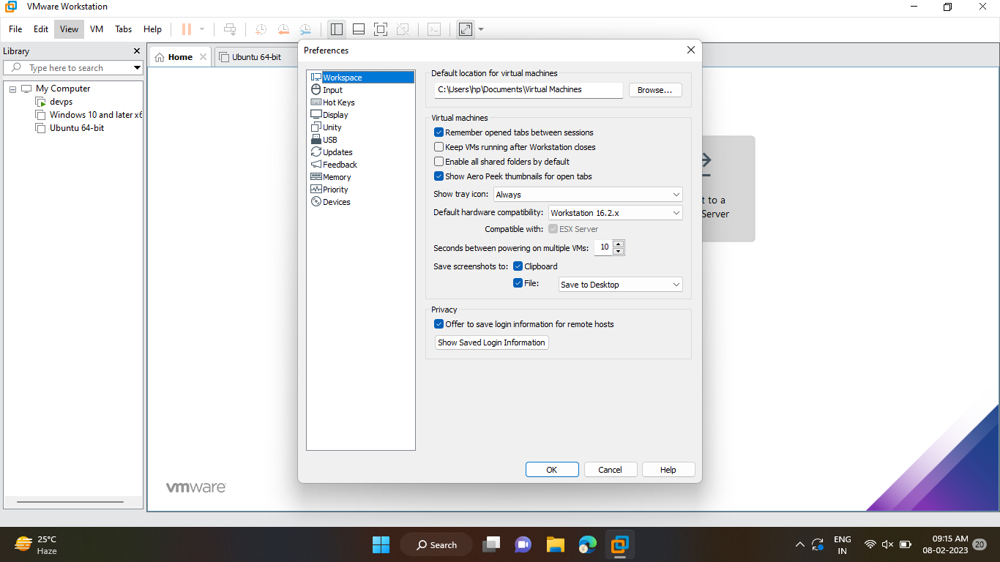 VMware Workstation
File Edit View VM Tabs Help
Library
Type here to search
My Computer
devps
Windows 10 and later x6
Ubuntu 64-bit
Home
Ubuntu 64-bit
Preferences
Workspace
Input
Hot Keys
Display
Unity
USB
Updates
Feedback
Memory
Priority
Devices
Default location for virtual machines
C:\Users\hp\Documents\Virtual Machines
Browse...
Virtual machines
Remember opened tabs between sessions
Keep VMs running after Workstation closes
Enable all shared folders by default
Show Aero Peek thumbnails for open tabs
Show tray icon: Always
Default hardware compatibility: Workstation 16.2.x
Compatible with: ESX Server
Seconds between powering on multiple VMs: 10
Save screenshots to: Clipboard
File: Save to Desktop
Privacy
Offer to save login information for remote hosts
Show Saved Login Information
OK Cancel Help
t to a
Server
vmware
25°C
Haze
Search
ENG
IN
09:15 AM
08-02-2023
20